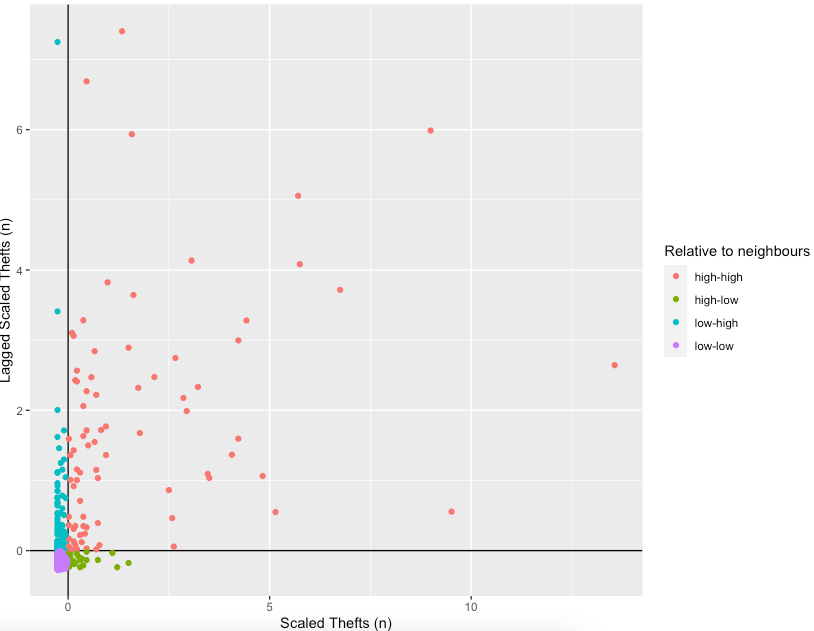 6
4
2
0
Lagged Scaled Thefts (n)
0 5 10
Scaled Thefts (n)
Relative to neighbours
high-high
high-low
low-high
low-low